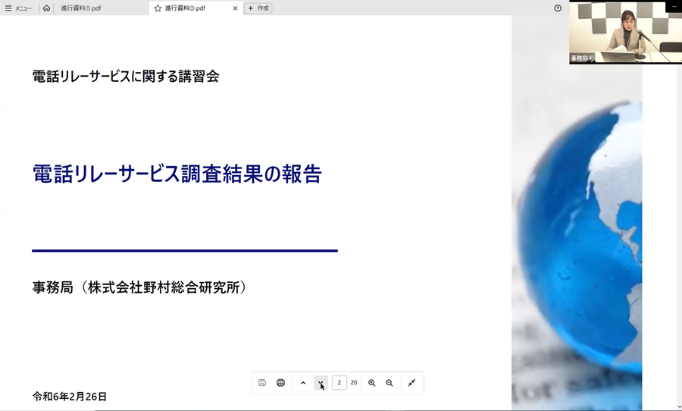 メニュー
進行資料①.pdf
進行資料②.pdf
作成
電話リレーサービスに関する講習会
電話リレーサービス調査結果の報告
事務局（株式会社野村総合研究所）
2 20
令和6年2月26日
for